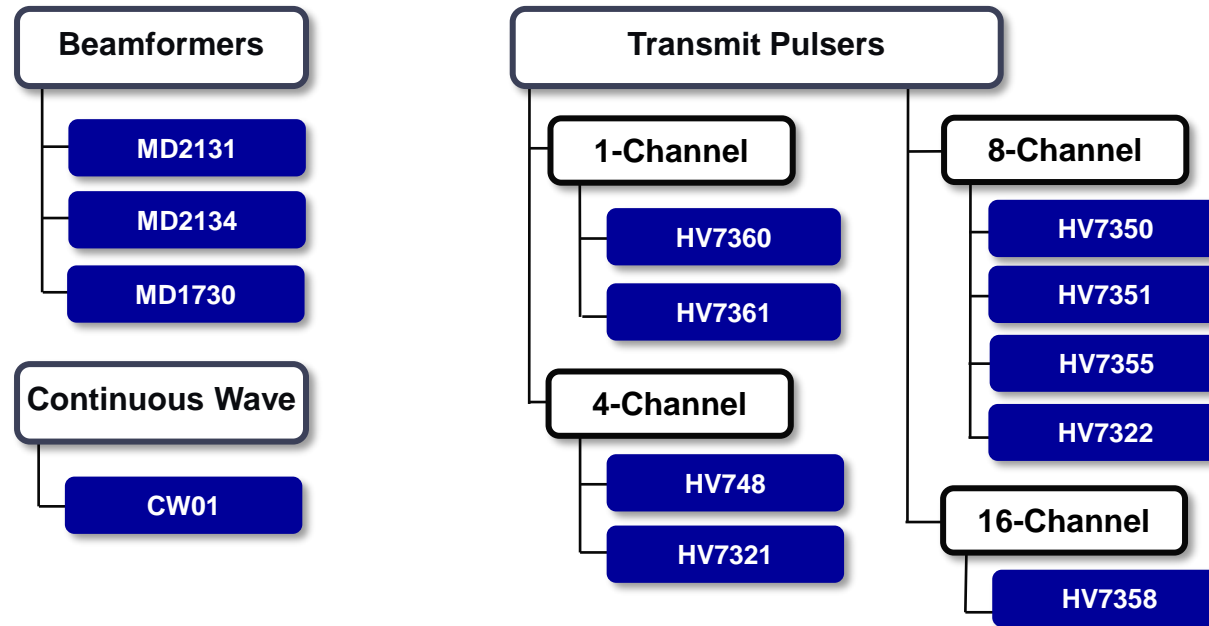 Beamformers
MD2131
MD2134
MD1730
Continuous Wave
CW01
Transmit Pulsers
1-Channel
HV7360
HV7361
4-Channel
HV748
HV7321
8-Channel
HV7350
HV7351
HV7355
HV7322
16-Channel
HV7358